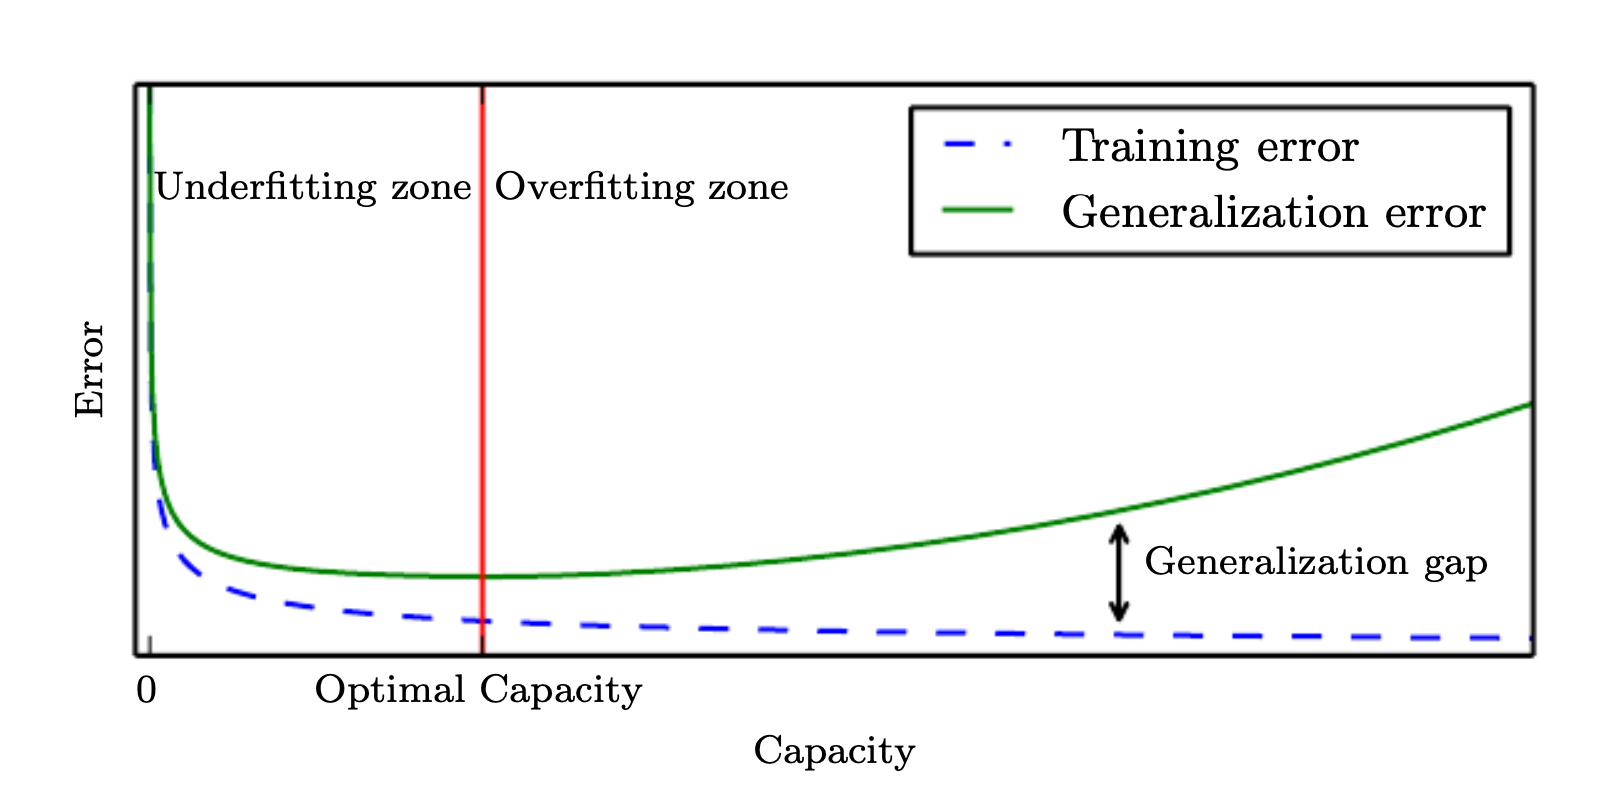 Training error
Generalization error
Underfitting zone
Overfitting zone
Error
Generalization gap
0
Optimal Capacity
Capacity